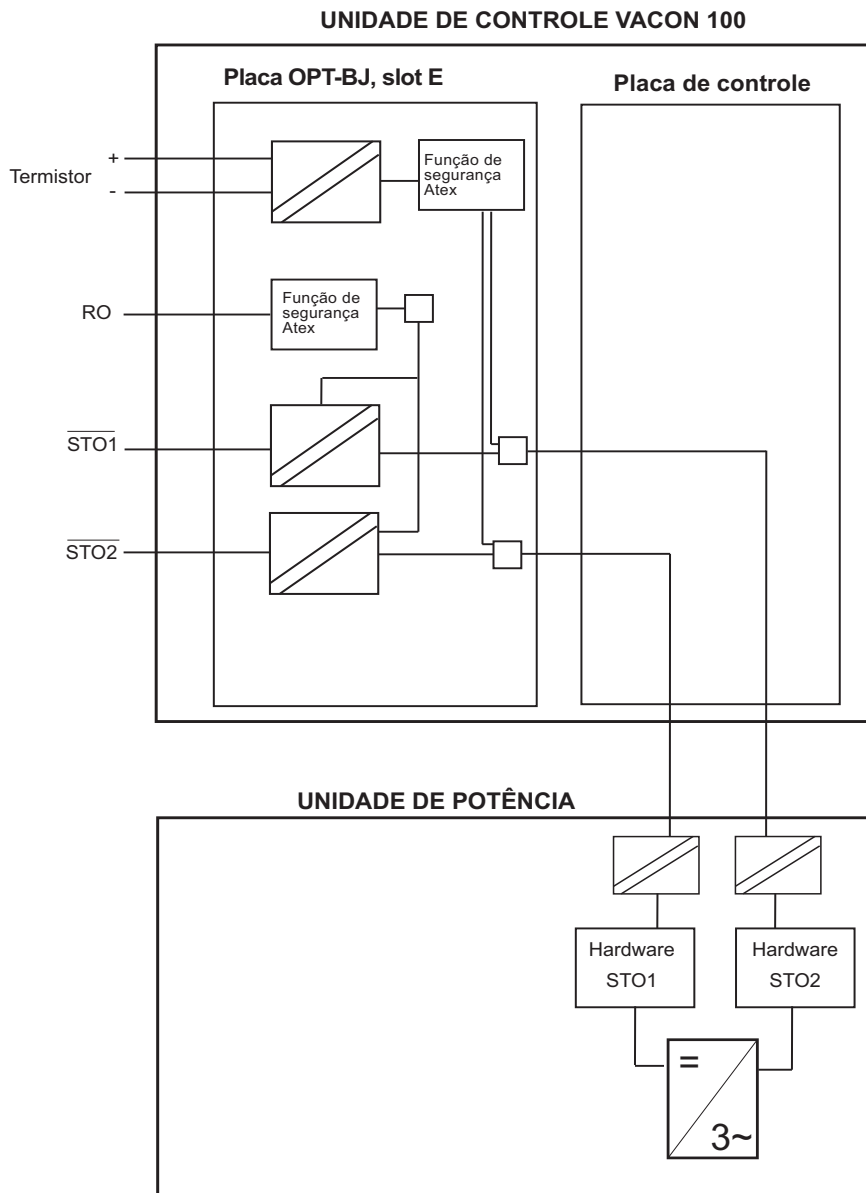 UNIDADE DE CONTROLE VACON 100
Placa OPT-BJ, slot E
Placa de controle
+
Termistor
-
Função de
segurança
Atex
RO
Função de
segurança
Atex
STO1
STO2
UNIDADE DE POTÊNCIA
Hardware
STO1
Hardware
STO2
=
3~